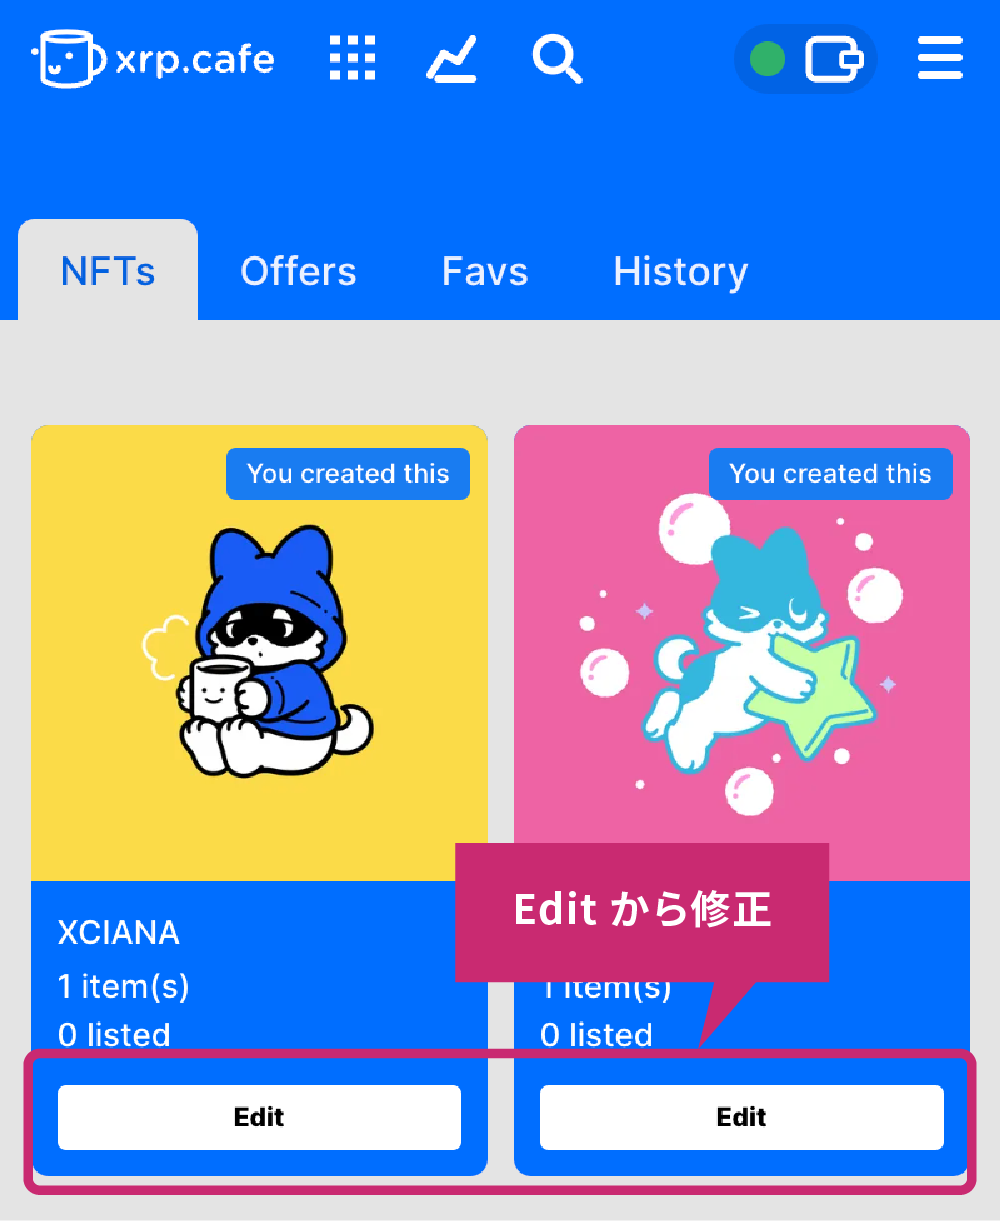 xrp.cafe
NFTs Offers Favs History
You created this
You created this
XCIANA
1 item(s)
0 listed
Edit
Edit から修正
1 item(s)
0 listed
Edit